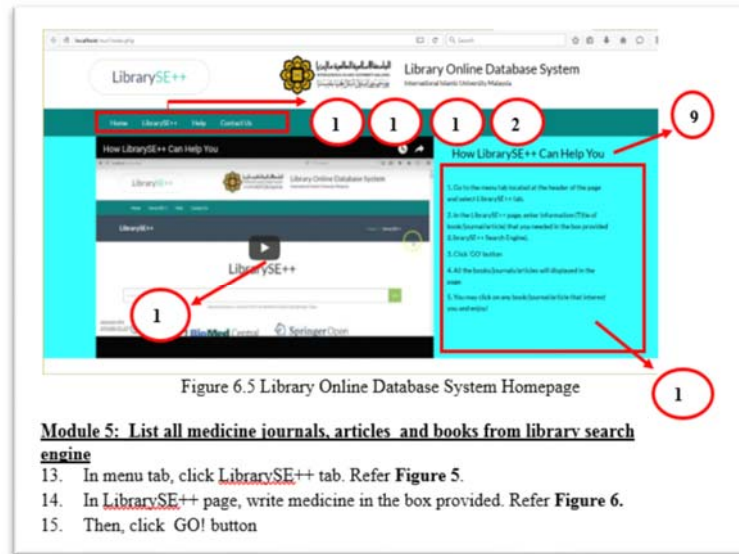 LibrarySE++
Library Online Database System
International Islamic University Malaysia
Home LibrarySE++ Help Contact Us
1 1 1 2
9
How LibrarySE++ Can Help You
How LibrarySE++ Can Help You
LibrarySE++
Library Online Database System
LibrarySE++
LibrarySE++
BioMed Central
Springer Open
1
1. Go to the menu tab located at the header of the page
and select LibrarySE++ tab.
2. In the LibrarySE++ page, enter information (Title of
book/journal/article) that you needed in the box provided
(LibrarySE++ Search Engine).
3. Click 'GO' button
4. All the books/journals/articles will displayed in the
page
5. You may click on any book/journal/article that interest
you and enjoy!
1
Figure 6.5 Library Online Database System Homepage
Module 5: List all medicine journals, articles and books from library search
engine
13. In menu tab, click LibrarySE++ tab. Refer Figure 5.
14. In LibrarySE++ page, write medicine in the box provided. Refer Figure 6.
15. Then, click GO! button